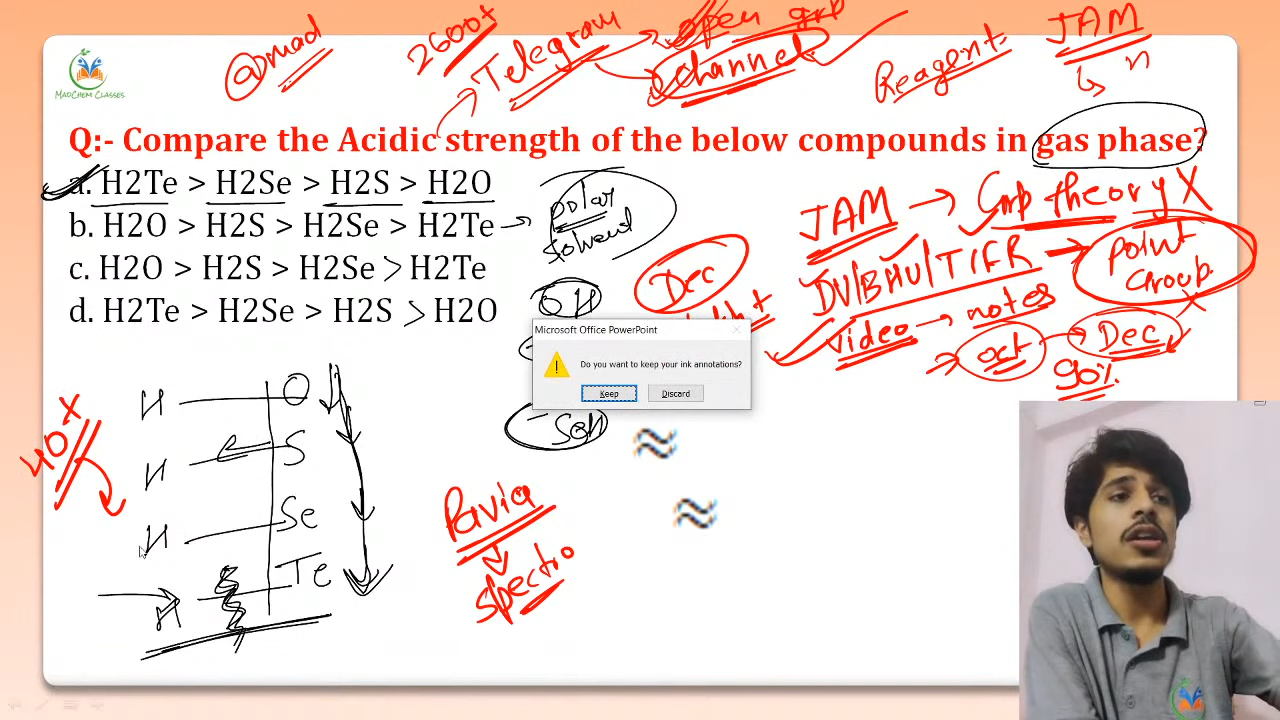 @mad
2600+
Telegram
open grp
channel
Reagent
JAM
MADCHEM CLASSES
Q:- Compare the Acidic strength of the below compounds in gas phase?
a. H2Te > H2Se > H2S > H2O
b. H2O > H2S > H2Se > H2Te
c. H2O > H2S > H2Se > H2Te
d. H2Te > H2Se > H2S > H2O
polar
solvent
JAM → Grp theory X
DU/BHU/TIFR
Point
Group
Dec
video → notes
oct
Dec
90%
OH
Microsoft Office PowerPoint
Do you want to keep your ink annotations?
Keep
Discard
H O
H S
H Se
H Te
40+
≈
≈
Pavia
spectro